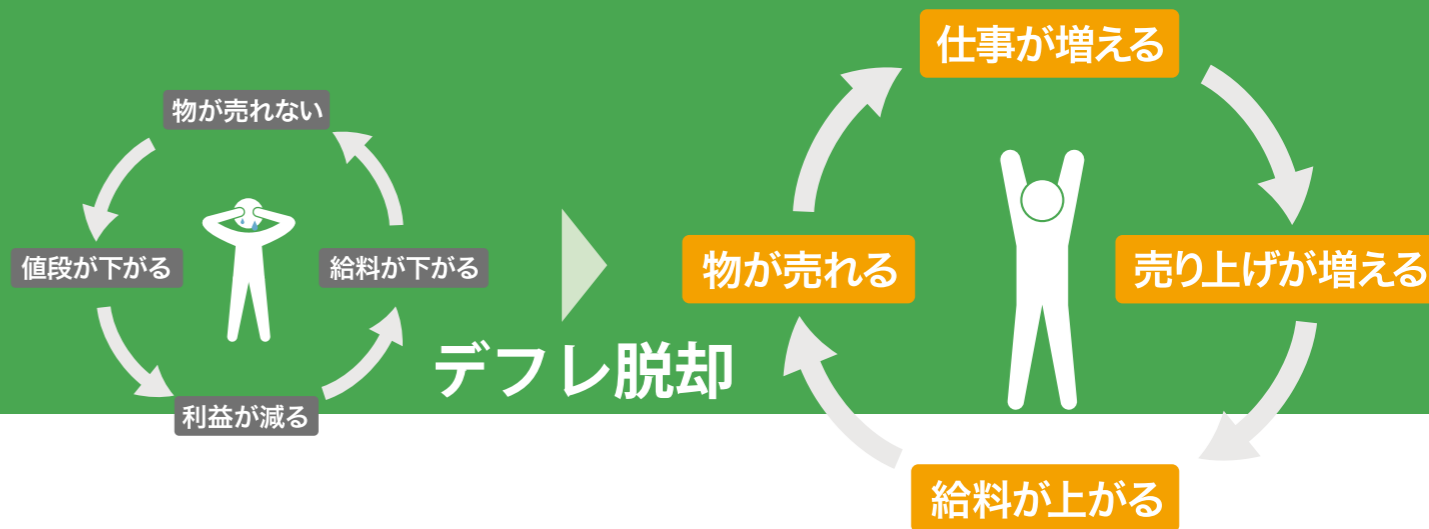 物が売れない
値段が下がる
給料が下がる
利益が減る
デフレ脱却
仕事が増える
物が売れる
売り上げが増える
給料が上がる